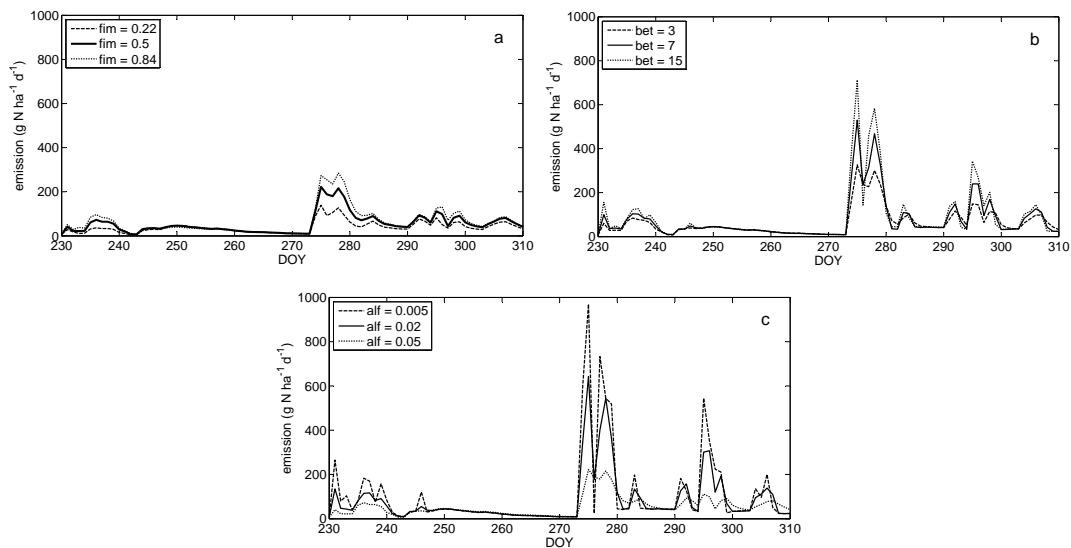 a
fim = 0.22
fim = 0.5
fim = 0.84
emission (g N ha⁻¹ d⁻¹)
1000
800
600
400
200
0
230 240 250 260 270 280 290 300 310
DOY
b
bet = 3
bet = 7
bet = 15
emission (g N ha⁻¹ d⁻¹)
1000
800
600
400
200
0
230 240 250 260 270 280 290 300 310
DOY
c
alf = 0.005
alf = 0.02
alf = 0.05
emission (g N ha⁻¹ d⁻¹)
1000
800
600
400
200
0
230 240 250 260 270 280 290 300 310
DOY